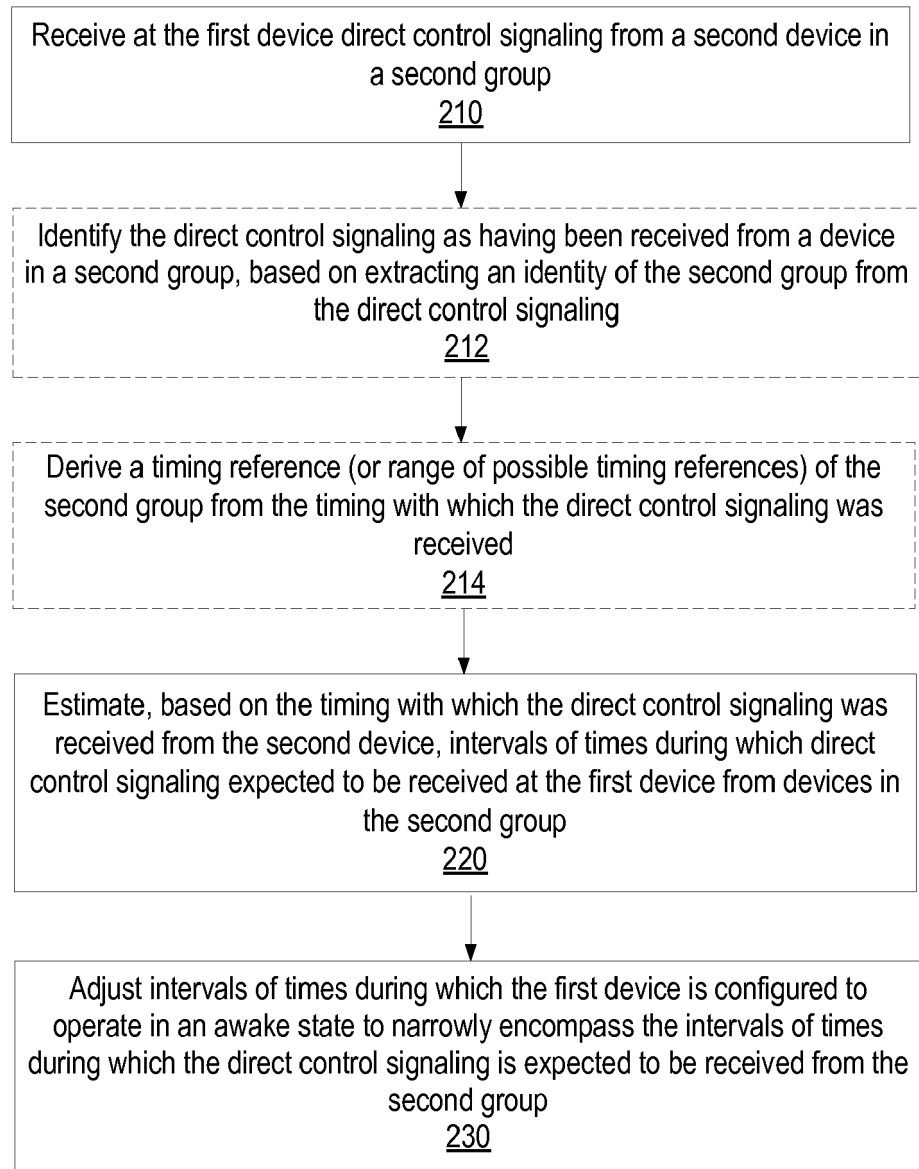 Receive at the first device direct control signaling from a second device in
a second group
210
Identify the direct control signaling as having been received from a device
in a second group, based on extracting an identity of the second group from
the direct control signaling
212
Derive a timing reference (or range of possible timing references) of the
second group from the timing with which the direct control signaling was
received
214
Estimate, based on the timing with which the direct control signaling was
received from the second device, intervals of times during which direct
control signaling expected to be received at the first device from devices in
the second group
220
Adjust intervals of times during which the first device is configured to
operate in an awake state to narrowly encompass the intervals of times
during which the direct control signaling is expected to be received from the
second group
230